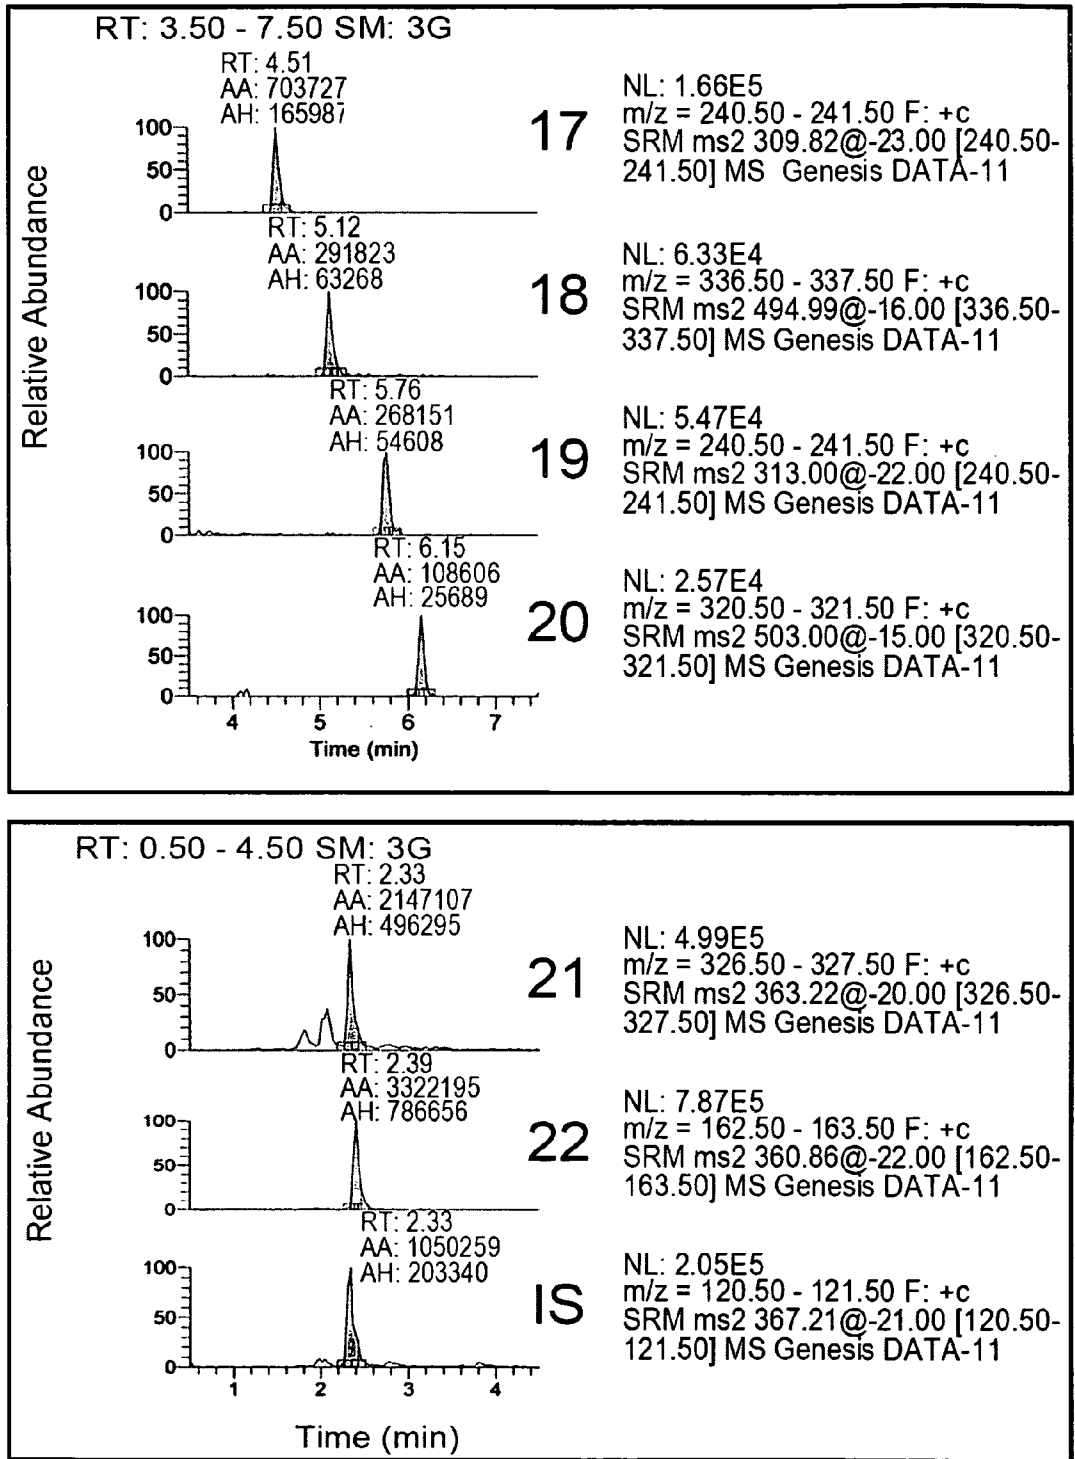 RT: 3.50 - 7.50 SM: 3G
RT: 4.51
AA: 703727
AH: 165987
100
50
0
17
NL: 1.66E5
m/z = 240.50 - 241.50 F: +c
SRM ms2 309.82@-23.00 [240.50-
241.50] MS Genesis DATA-11
RT: 5.12
AA: 291823
AH: 63268
100
50
0
18
NL: 6.33E4
m/z = 336.50 - 337.50 F: +c
SRM ms2 494.99@-16.00 [336.50-
337.50] MS Genesis DATA-11
RT: 5.76
AA: 268151
AH: 54608
100
50
0
19
NL: 5.47E4
m/z = 240.50 - 241.50 F: +c
SRM ms2 313.00@-22.00 [240.50-
241.50] MS Genesis DATA-11
RT: 6.15
AA: 108606
AH: 25689
100
50
0
20
NL: 2.57E4
m/z = 320.50 - 321.50 F: +c
SRM ms2 503.00@-15.00 [320.50-
321.50] MS Genesis DATA-11
Relative Abundance
4 5 6 7
Time (min)
RT: 0.50 - 4.50 SM: 3G
RT: 2.33
AA: 2147107
AH: 496295
100
50
0
21
NL: 4.99E5
m/z = 326.50 - 327.50 F: +c
SRM ms2 363.22@-20.00 [326.50-
327.50] MS Genesis DATA-11
RT: 2.39
AA: 3322195
AH: 786656
100
50
0
22
NL: 7.87E5
m/z = 162.50 - 163.50 F: +c
SRM ms2 360.86@-22.00 [162.50-
163.50] MS Genesis DATA-11
RT: 2.33
AA: 1050259
AH: 203340
100
50
0
IS
NL: 2.05E5
m/z = 120.50 - 121.50 F: +c
SRM ms2 367.21@-21.00 [120.50-
121.50] MS Genesis DATA-11
Relative Abundance
1 2 3 4
Time (min)